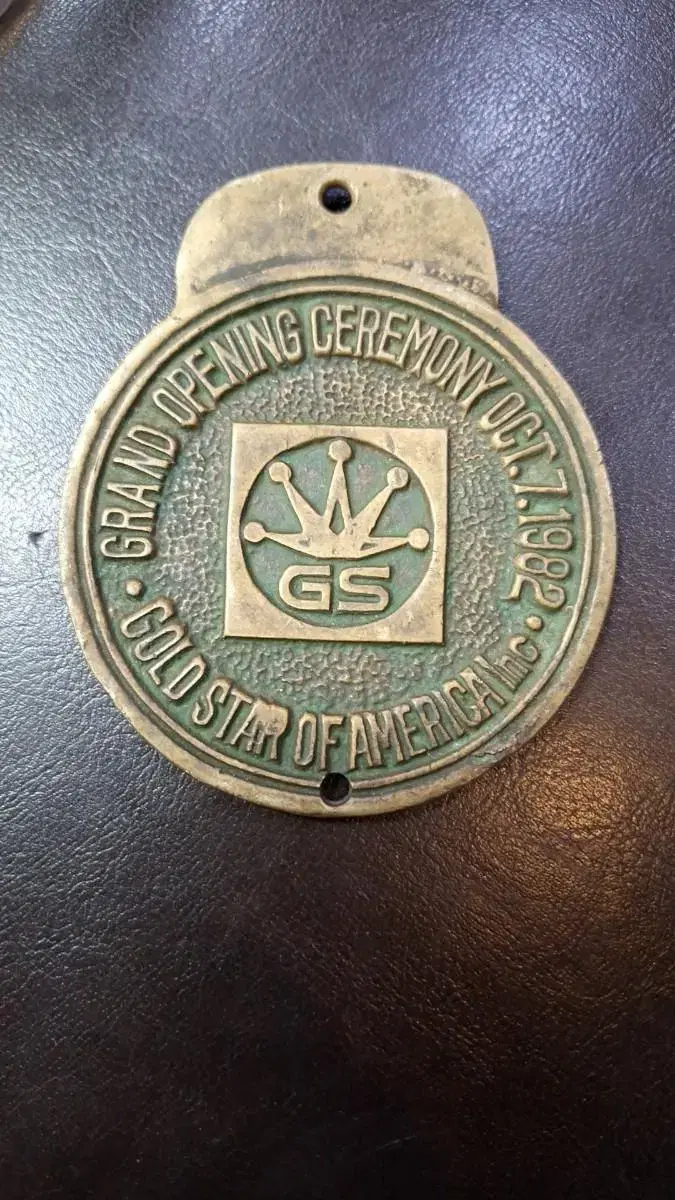 GRAND OPENING CEREMONY OCT.7.1982
GS
GOLD STAR OF AMERICA Inc